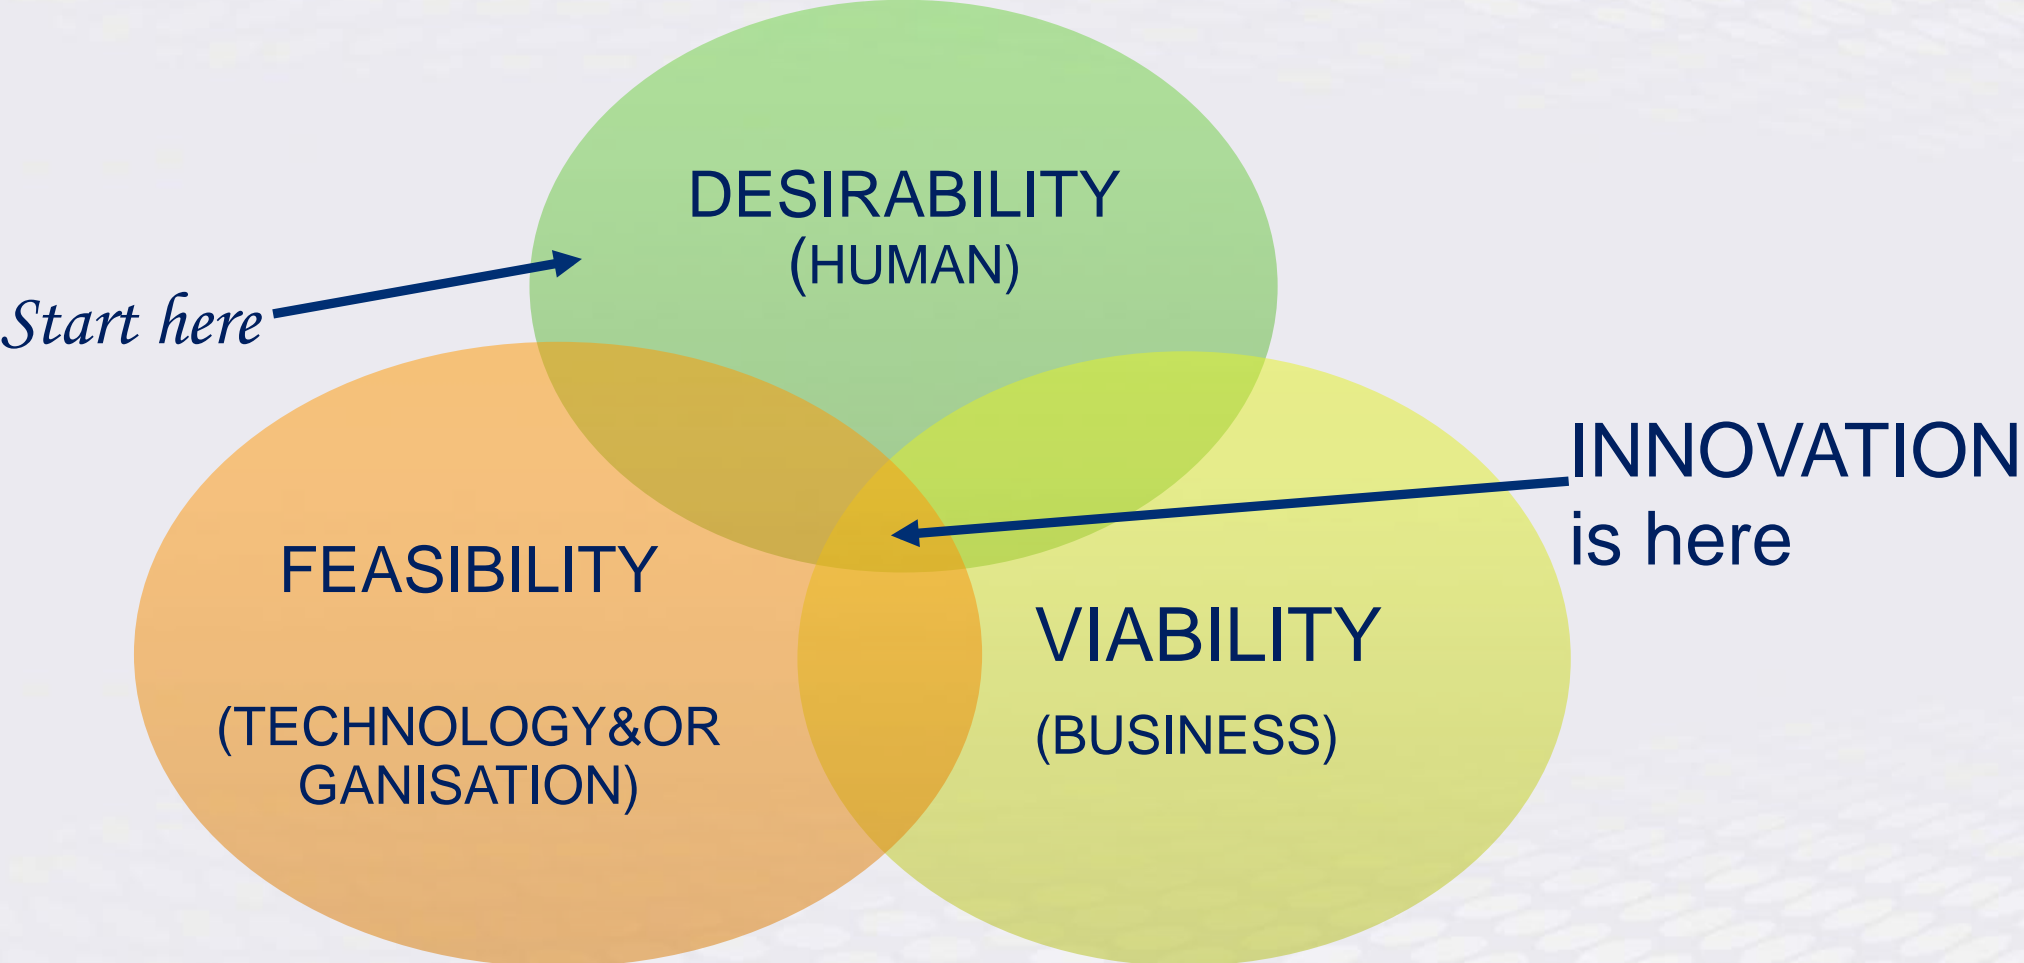 DESIRABILITY
(HUMAN)
Start here
INNOVATION
is here
FEASIBILITY
(TECHNOLOGY&OR
GANISATION)
VIABILITY
(BUSINESS)